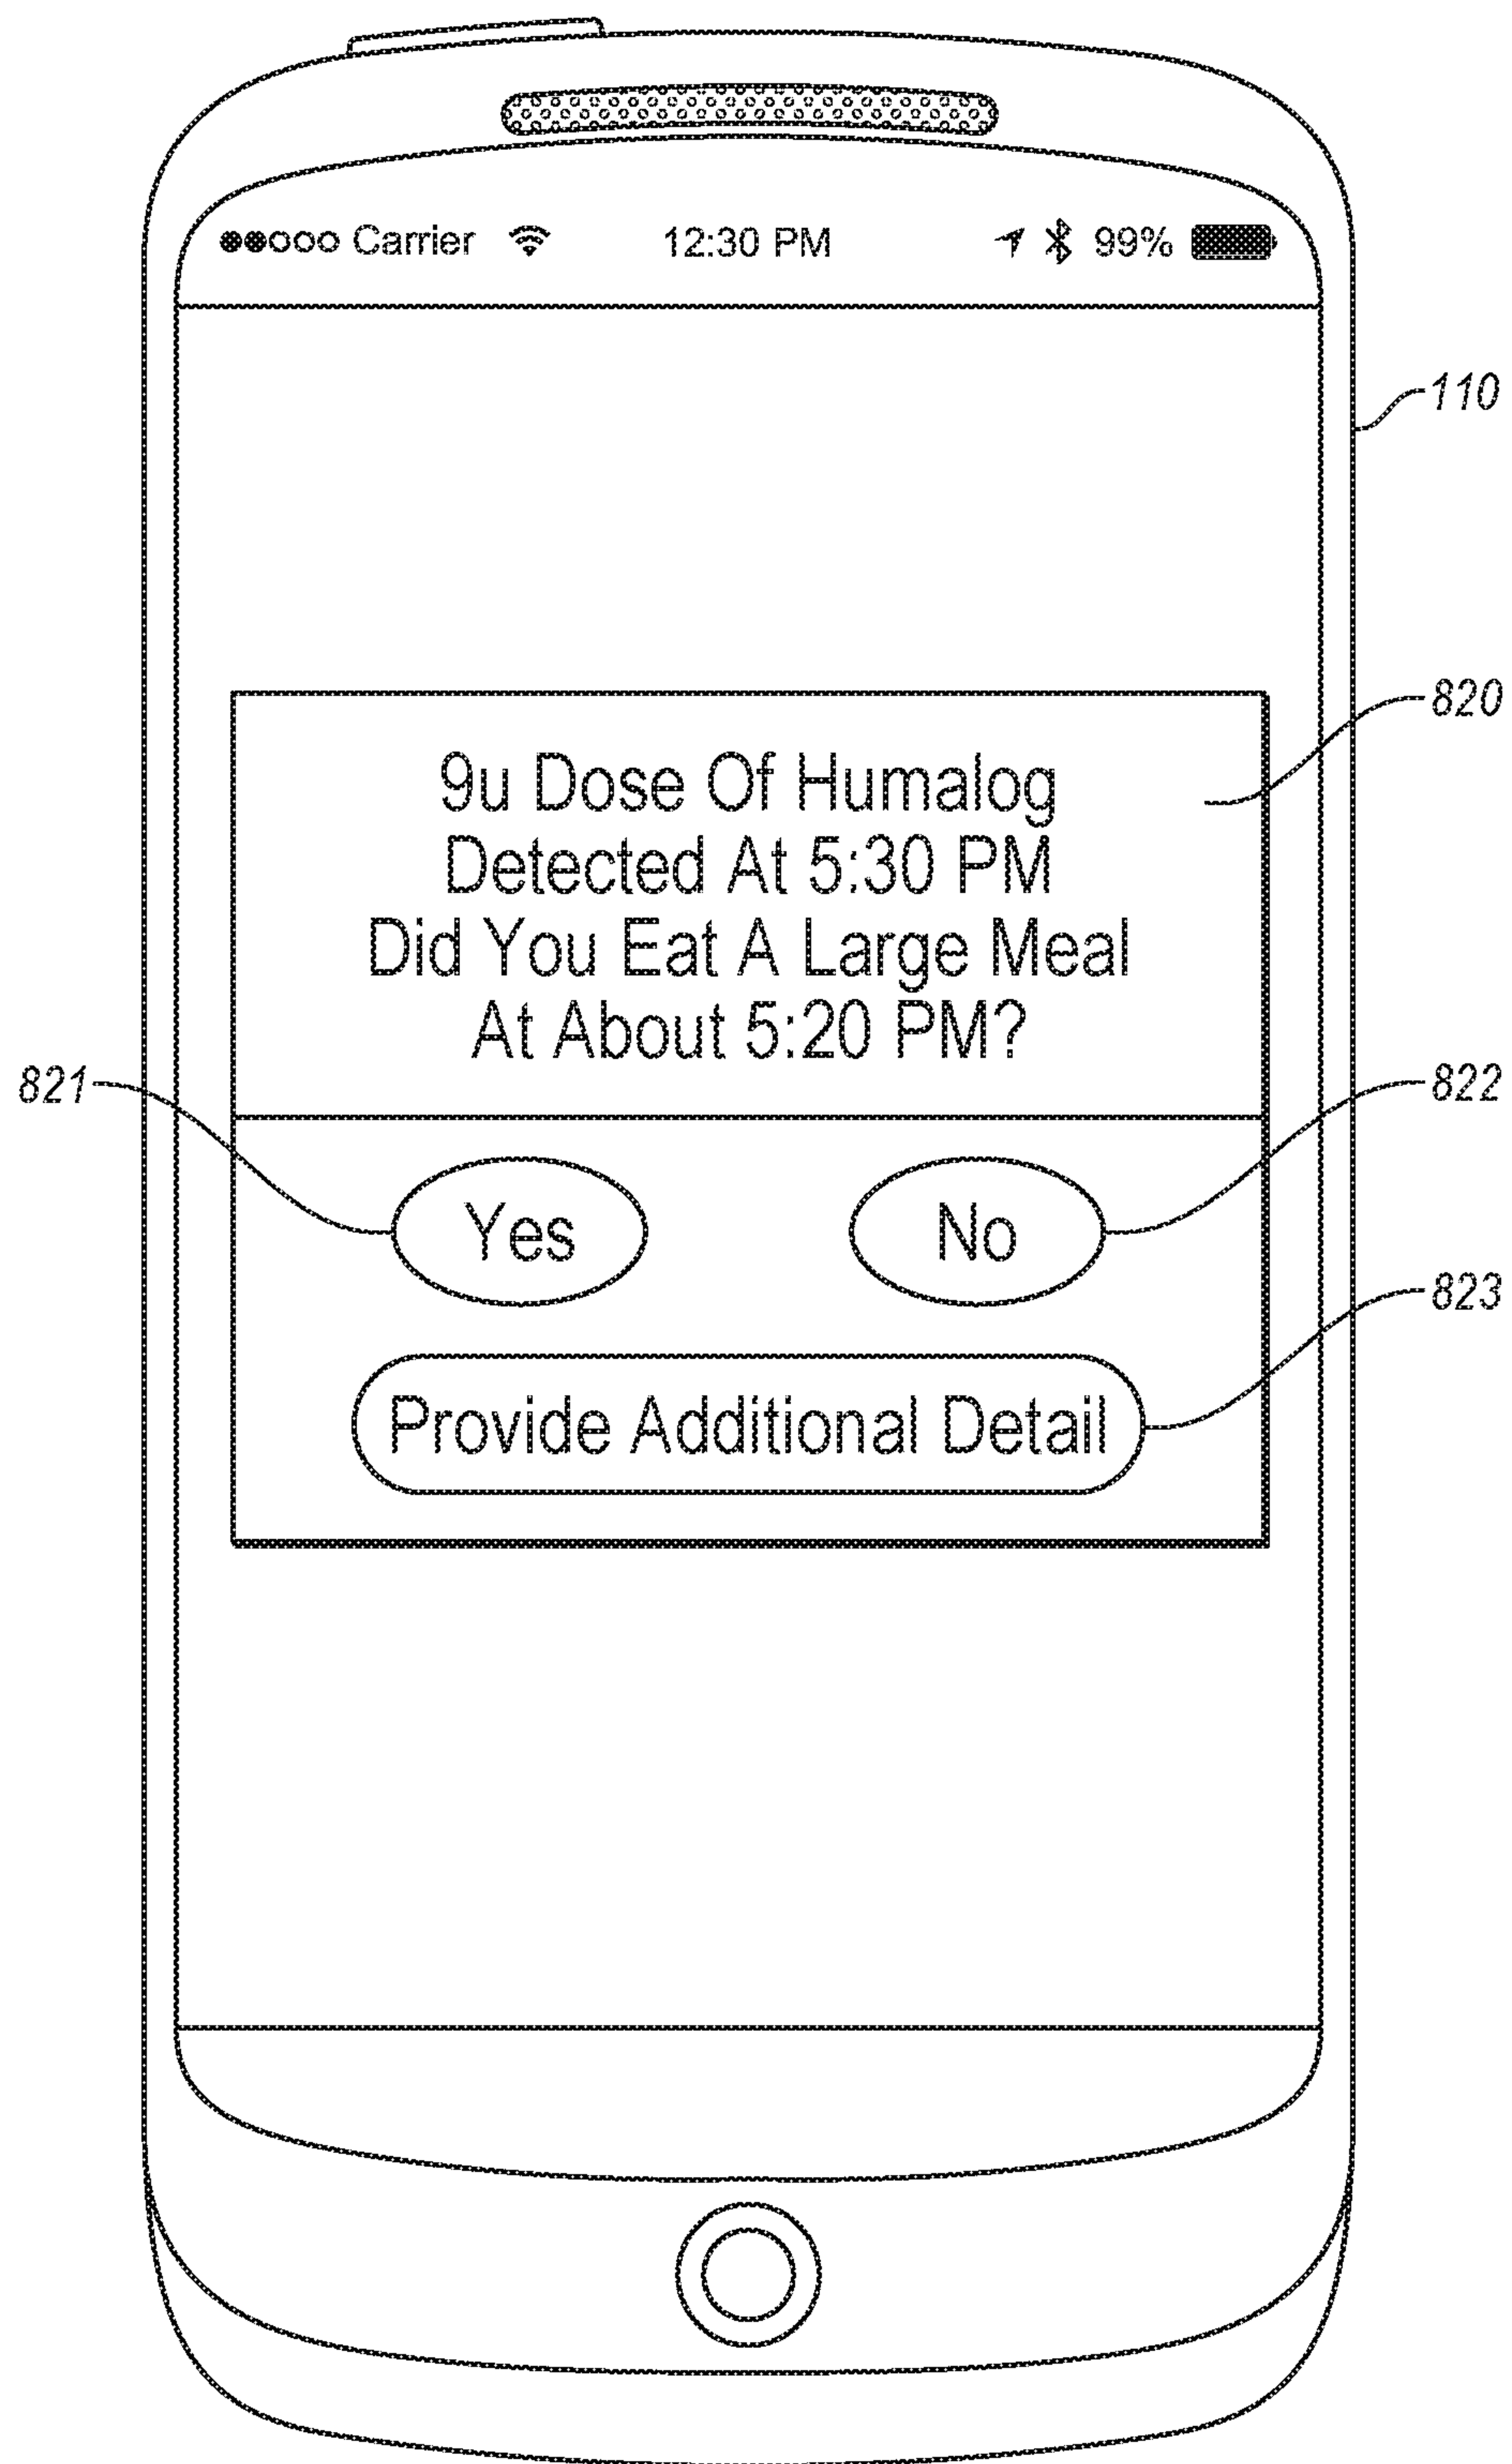 Carrier 12:30 PM 99%
110
820
9u Dose Of Humalog
Detected At 5:30 PM
Did You Eat A Large Meal
At About 5:20 PM?
821
822
Yes No
823
Provide Additional Detail